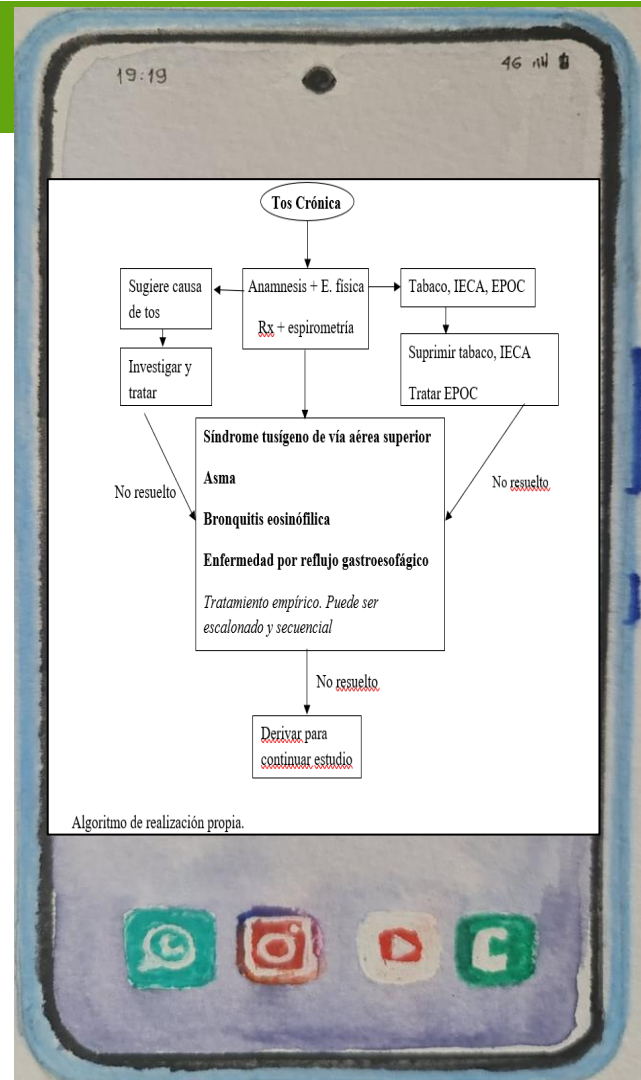 19:19
4G
Tos Crónica
Sugiere causa
de tos
Anamnesis + E. física
Rx + espirometría
Tabaco, IECA, EPOC
Investigar y
tratar
Suprimir tabaco, IECA
Tratar EPOC
Síndrome tusígeno de vía aérea superior
Asma
Bronquitis eosinófilica
Enfermedad por reflujo gastroesofágico
Tratamiento empírico. Puede ser
escalonado y secuencial
No resuelto
No resuelto
No resuelto
Derivar para
continuar estudio
Algoritmo de realización propia.